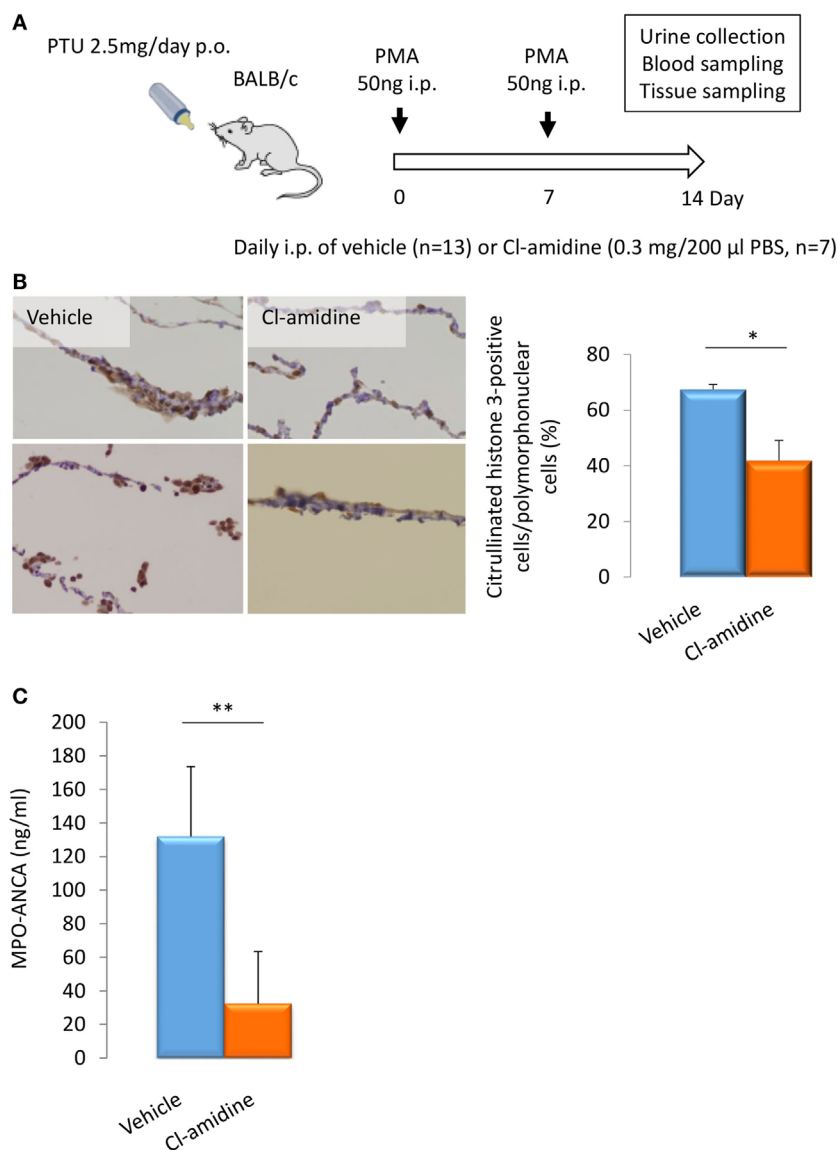 A
PTU 2.5mg/day p.o.
BALB/c
PMA
50ng i.p.
PMA
50ng i.p.
Urine collection
Blood sampling
Tissue sampling
0
7
14 Day
Daily i.p. of vehicle (n=13) or Cl-amidine (0.3 mg/200 μl PBS, n=7)
B
Vehicle
Cl-amidine
Citrullinated histone 3-positive
cells/polymorphonuclear
cells (%)
80
60
40
20
0
*
Vehicle
Cl-amidine
C
MPO-ANCA (ng/ml)
200
180
160
140
120
100
80
60
40
20
0
**
Vehicle
Cl-amidine